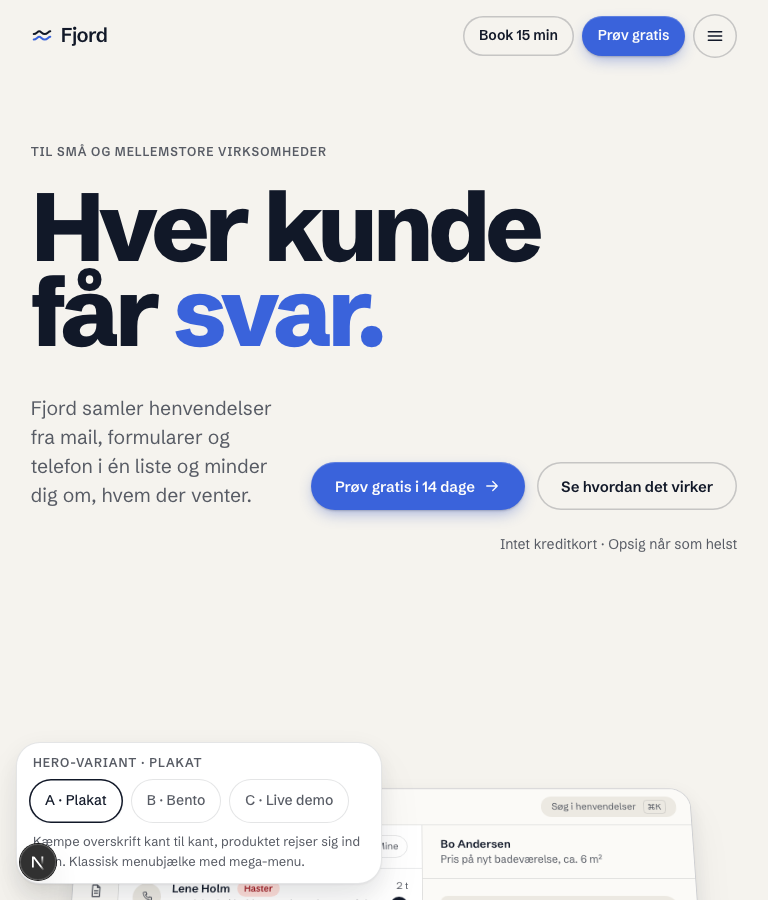 Fjord
Book 15 min
Prøv gratis
TIL SMÅ OG MELLEMSTORE VIRKSOMHEDER
Hver kunde
får svar.
Fjord samler henvendelser
fra mail, formularer og
telefon i én liste og minder
dig om, hvem der venter.
Prøv gratis i 14 dage
Se hvordan det virker
Intet kreditkort · Opsig når som helst
HERO-VARIANT · PLAKAT
A · Plakat
B · Bento
C · Live demo
Kæmpe overskrift kant til kant, produktet rejser sig ind
Klassisk menubjælke med mega-menu.
N
Søg i henvendelser
⌘K
Mine
Bo Andersen
Pris på nyt badeværelse, ca. 6 m²
Lene Holm
Haster
2 t